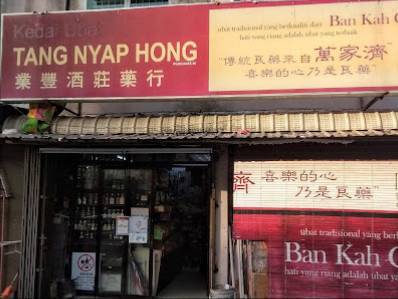 Kedai Ubat
TANG NYAP HONG
業豐酒莊藥行
ubat tradisional yang berkualiti dari Ban Kah C
hati yang riang adalah ubat yang terbaik
"傳統良藥來自萬家濟,
喜樂的心乃是良藥"
濟
喜樂的心
乃是良藥"
ubat tradisional yang berk
Ban Kah C
hati yang riang adalah ubat ya